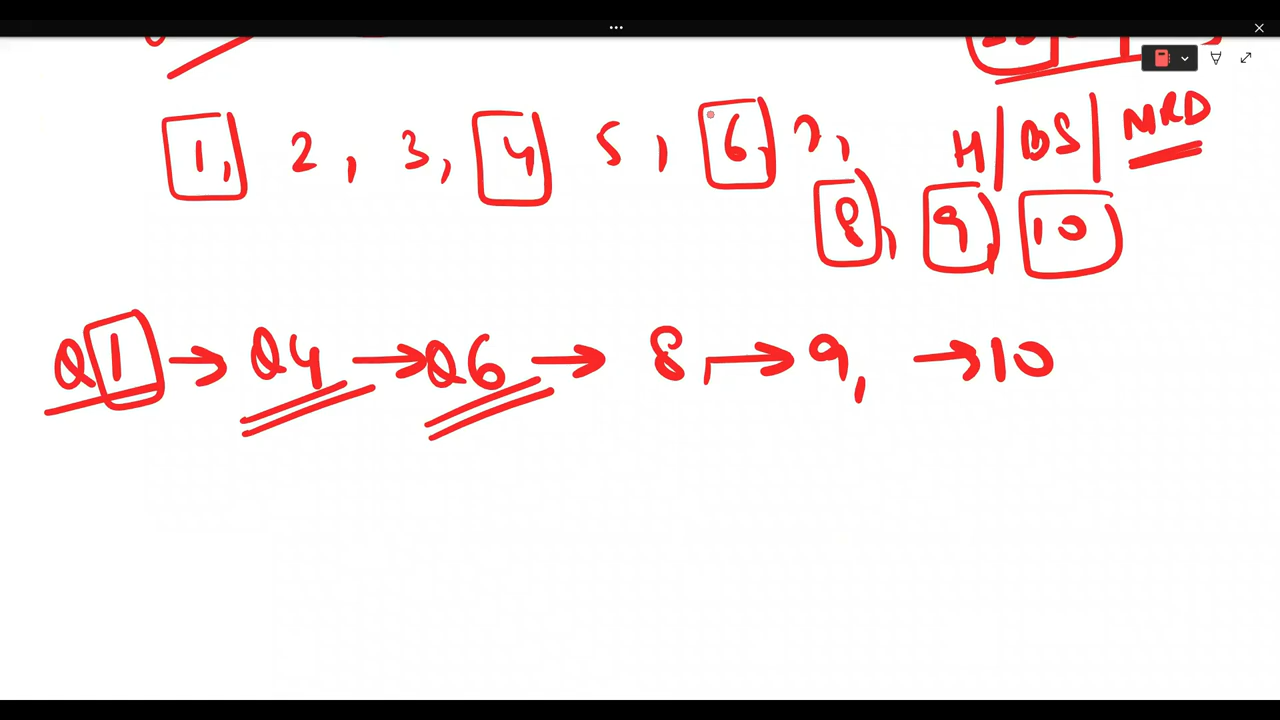 1, 2, 3, 4 5, 6, 7, H | BS | NRD
8, 9, 10
Q1 → Q4 → Q6 → 8, → 9, → 10